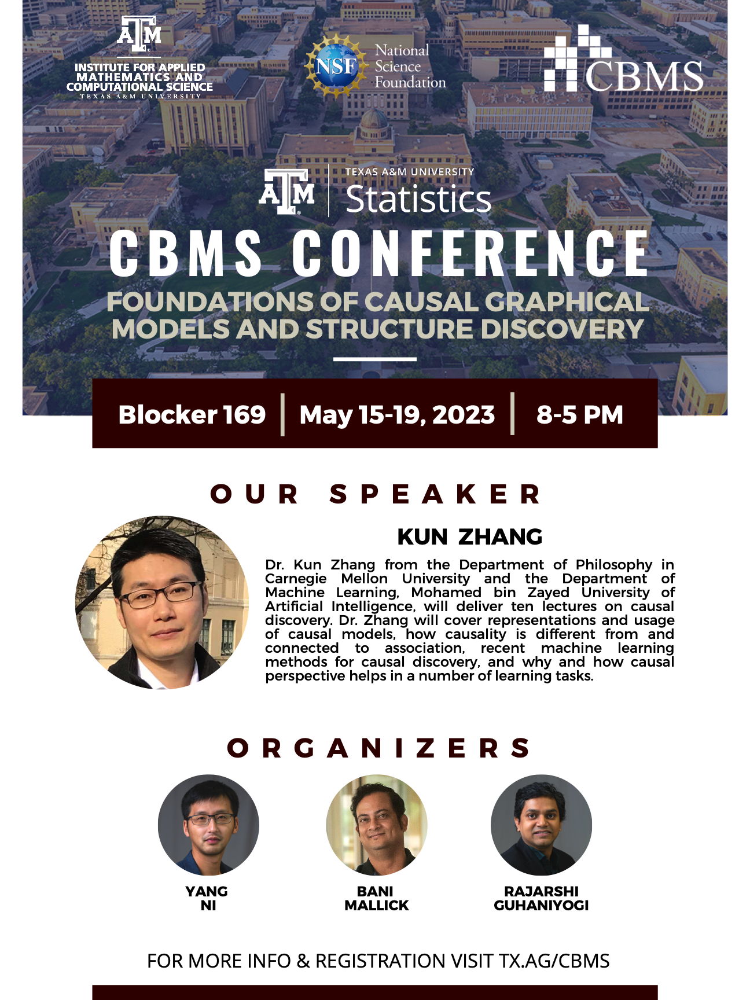 ATM
INSTITUTE FOR APPLIED
MATHEMATICS AND
COMPUTATIONAL SCIENCE
TEXAS A&M UNIVERSITY
NSF
National
Science
Foundation
CBMS
ATM
TEXAS A&M UNIVERSITY
Statistics
CBMS CONFERENCE
FOUNDATIONS OF CAUSAL GRAPHICAL
MODELS AND STRUCTURE DISCOVERY
Blocker 169 | May 15-19, 2023 | 8-5 PM
OUR SPEAKER
KUN ZHANG
Dr. Kun Zhang from the Department of Philosophy in
Carnegie Mellon University and the Department of
Machine Learning, Mohamed bin Zayed University of
Artificial Intelligence, will deliver ten lectures on causal
discovery. Dr. Zhang will cover representations and usage
of causal models, how causality is different from and
connected to association, recent machine learning
methods for causal discovery, and why and how causal
perspective helps in a number of learning tasks.
ORGANIZERS
YANG
NI
BANI
MALLICK
RAJARSHI
GUHANIYOGI
FOR MORE INFO & REGISTRATION VISIT TX.AG/CBMS